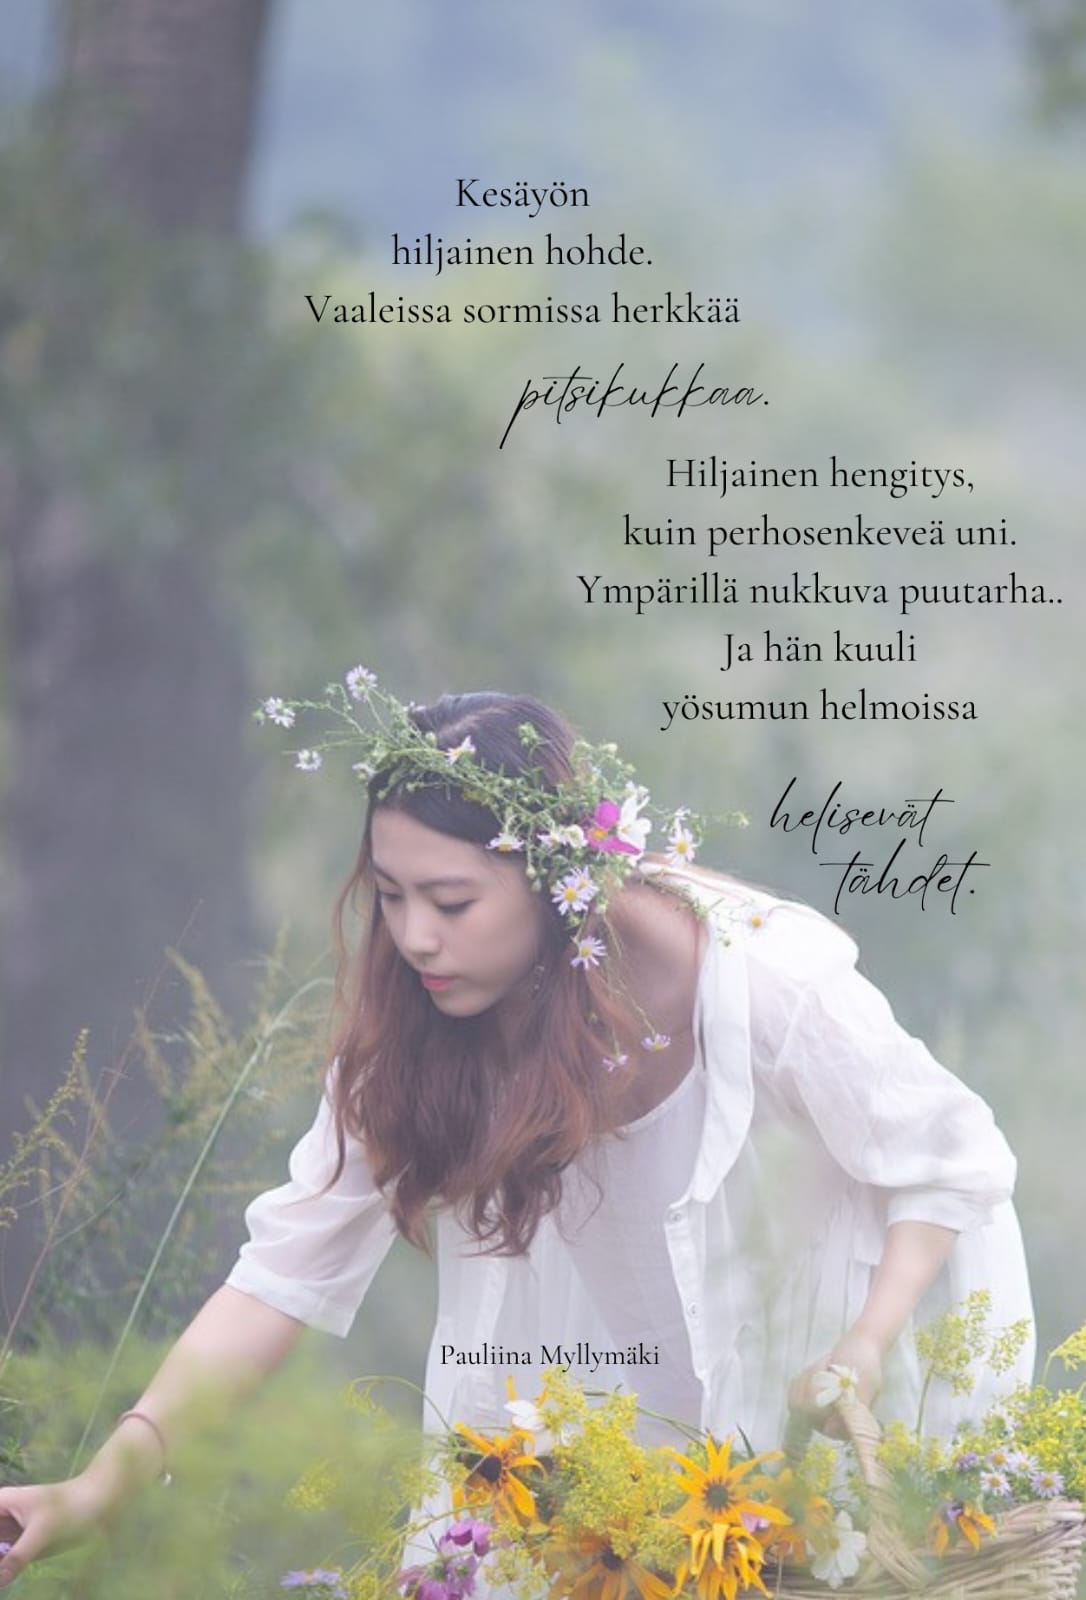 Kesäyön
hiljainen hohde.
Vaaleissa sormissa herkkää
pitsikukkaa.
Hiljainen hengitys,
kuin perhosenkeveä uni.
Ympärillä nukkuva puutarha..
Ja hän kuuli
yösumun helmoissa
helisevät
tähdet.
Pauliina Myllymäki